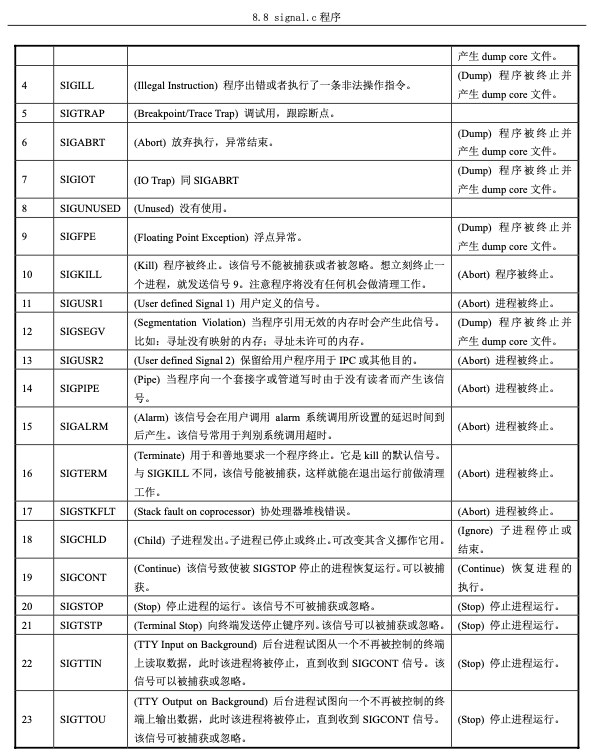 8.8 signal.c 程序
产生 dump core 文件。
4 SIGILL (Illegal Instruction) 程序出错或者执行了一条非法操作指令。 (Dump) 程序被终止并
产生 dump core 文件。
5 SIGTRAP (Breakpoint/Trace Trap) 调试用，跟踪断点。
6 SIGABRT (Abort) 放弃执行，异常结束。 (Dump) 程序被终止并
产生 dump core 文件。
7 SIGIOT (IO Trap) 同 SIGABRT (Dump) 程序被终止并
产生 dump core 文件。
8 SIGUNUSED (Unused) 没有使用。
9 SIGFPE (Floating Point Exception) 浮点异常。 (Dump) 程序被终止并
产生 dump core 文件。
10 SIGKILL (Kill) 程序被终止。该信号不能被捕获或者被忽略。想立刻终止一
个进程，就发送信号 9。注意程序将没有任何机会做清理工作。 (Abort) 程序被终止。
11 SIGUSR1 (User defined Signal 1) 用户定义的信号。 (Abort) 进程被终止。
12 SIGSEGV (Segmentation Violation) 当程序引用无效的内存时会产生此信号。
比如：寻址没有映射的内存；寻址未许可的内存。 (Dump) 程序被终止并
产生 dump core 文件。
13 SIGUSR2 (User defined Signal 2) 保留给用户程序用于 IPC 或其他目的。 (Abort) 进程被终止。
14 SIGPIPE (Pipe) 当程序向一个套接字或管道写时由于没有读者而产生该信
号。 (Abort) 进程被终止。
15 SIGALRM (Alarm) 该信号会在用户调用 alarm 系统调用所设置的延迟时间到
后产生。该信号常用于判别系统调用超时。 (Abort) 进程被终止。
16 SIGTERM (Terminate) 用于和善地要求一个程序终止。它是 kill 的默认信号。
与 SIGKILL 不同，该信号能被捕获，这样就能在退出运行前做清理
工作。 (Abort) 进程被终止。
17 SIGSTKFLT (Stack fault on coprocessor) 协处理器堆栈错误。 (Abort) 进程被终止。
18 SIGCHLD (Child) 子进程发出。子进程已停止或终止。可改变其含义挪作它用。 (Ignore) 子进程停止或
结束。
19 SIGCONT (Continue) 该信号致使被 SIGSTOP 停止的进程恢复运行。可以被捕
获。 (Continue) 恢复进程的
执行。
20 SIGSTOP (Stop) 停止进程的运行。该信号不可被捕获或忽略。 (Stop) 停止进程运行。
21 SIGTSTP (Terminal Stop) 向终端发送停止键序列。该信号可以被捕获或忽略。 (Stop) 停止进程运行。
22 SIGTTIN (TTY Input on Background) 后台进程试图从一个不再被控制的终端
上读取数据，此时该进程将被停止，直到收到 SIGCONT 信号。该
信号可以被捕获或忽略。 (Stop) 停止进程运行。
23 SIGTTOU (TTY Output on Background) 后台进程试图向一个不再被控制的终
端上输出数据，此时该进程将被停止，直到收到 SIGCONT 信号。
该信号可被捕获或忽略。 (Stop) 停止进程运行。